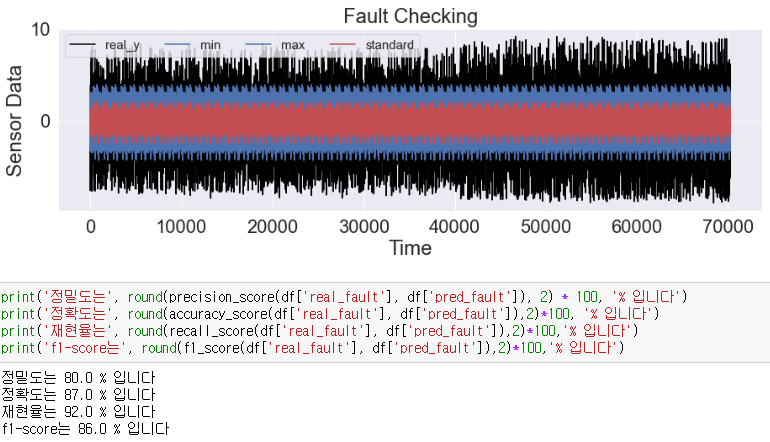 Fault Checking
real_y min max standard
10
0
Sensor Data
0 10000 20000 30000 40000 50000 60000 70000
Time
print('정밀도는', round(precision_score(df['real_fault'], df['pred_fault']), 2) * 100, '% 입니다')
print('정확도는', round(accuracy_score(df['real_fault'], df['pred_fault']),2)*100, '% 입니다')
print('재현율는', round(recall_score(df['real_fault'], df['pred_fault']),2)*100,'% 입니다')
print('f1-score는', round(f1_score(df['real_fault'], df['pred_fault']),2)*100,'% 입니다')
정밀도는 80.0 % 입니다
정확도는 87.0 % 입니다
재현율는 92.0 % 입니다
f1-score는 86.0 % 입니다